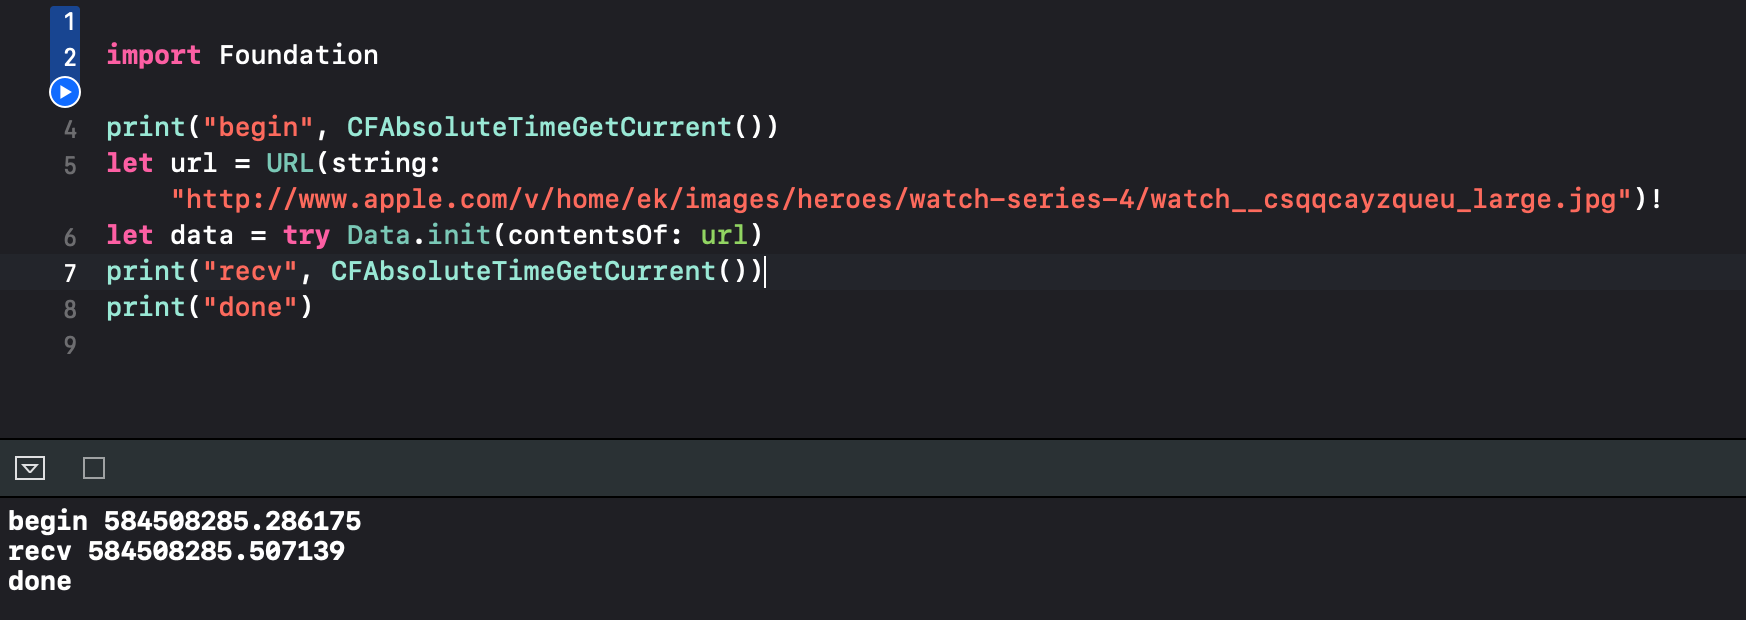 1
2 import Foundation
4 print("begin", CFAbsoluteTimeGetCurrent())
5 let url = URL(string:
"http://www.apple.com/v/home/ek/images/heroes/watch-series-4/watch__csqqcayzqueu_large.jpg")!
6 let data = try Data.init(contentsOf: url)
7 print("recv", CFAbsoluteTimeGetCurrent())
8 print("done")
9
begin 584508285.286175
recv 584508285.507139
done